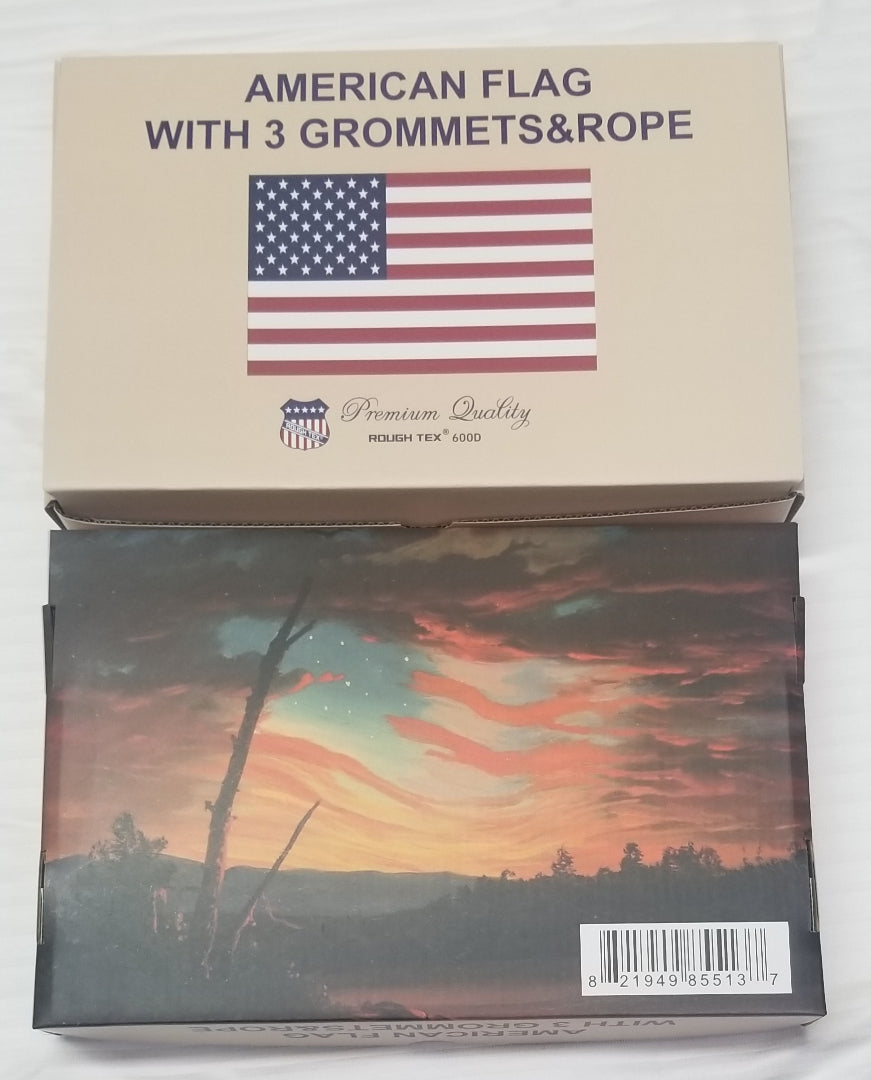 AMERICAN FLAG
WITH 3 GROMMETS&ROPE
ROUGH TEX
Premium Quality
ROUGH TEX® 600D
8 21949 85513 7
AMERICAN FLAG
WITH 3 GROMMETS&ROPE